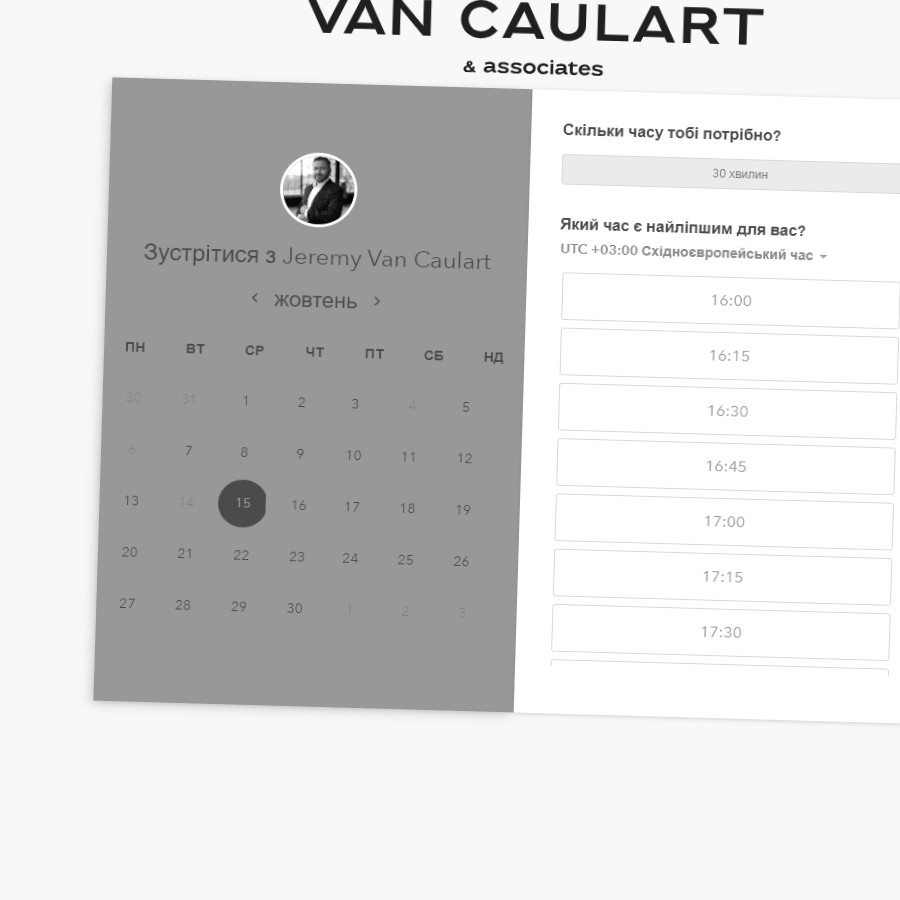 VAN CAULART
& associates
Зустрітися з Jeremy Van Caulart
‹ жовтень ›
ПН ВТ СР ЧТ ПТ СБ НД
30 31 1 2 3 4 5
6 7 8 9 10 11 12
13 14 15 16 17 18 19
20 21 22 23 24 25 26
27 28 29 30 1 2 3
Скільки часу тобі потрібно?
30 хвилин
Який час є найліпшим для вас?
UTC +03:00 Східноєвропейський час
16:00
16:15
16:30
16:45
17:00
17:15
17:30